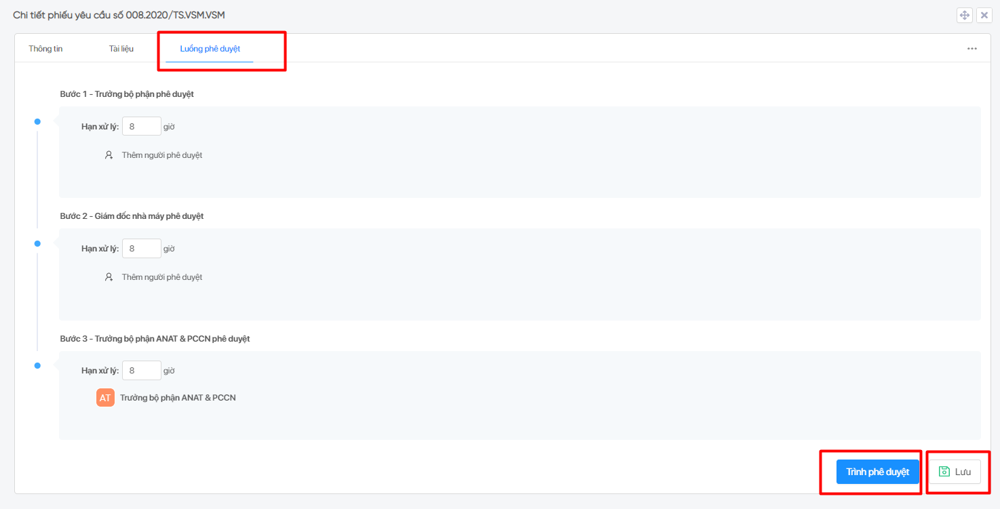 Chi tiết phiếu yêu cầu số 008.2020/TS.VSM.VSM
Thông tin Tài liệu Luồng phê duyệt
Bước 1 - Trưởng bộ phận phê duyệt
Hạn xử lý: 8 giờ
Thêm người phê duyệt
Bước 2 - Giám đốc nhà máy phê duyệt
Hạn xử lý: 8 giờ
Thêm người phê duyệt
Bước 3 - Trưởng bộ phận ANAT & PCCN phê duyệt
Hạn xử lý: 8 giờ
AT Trưởng bộ phận ANAT & PCCN
Trình phê duyệt Lưu